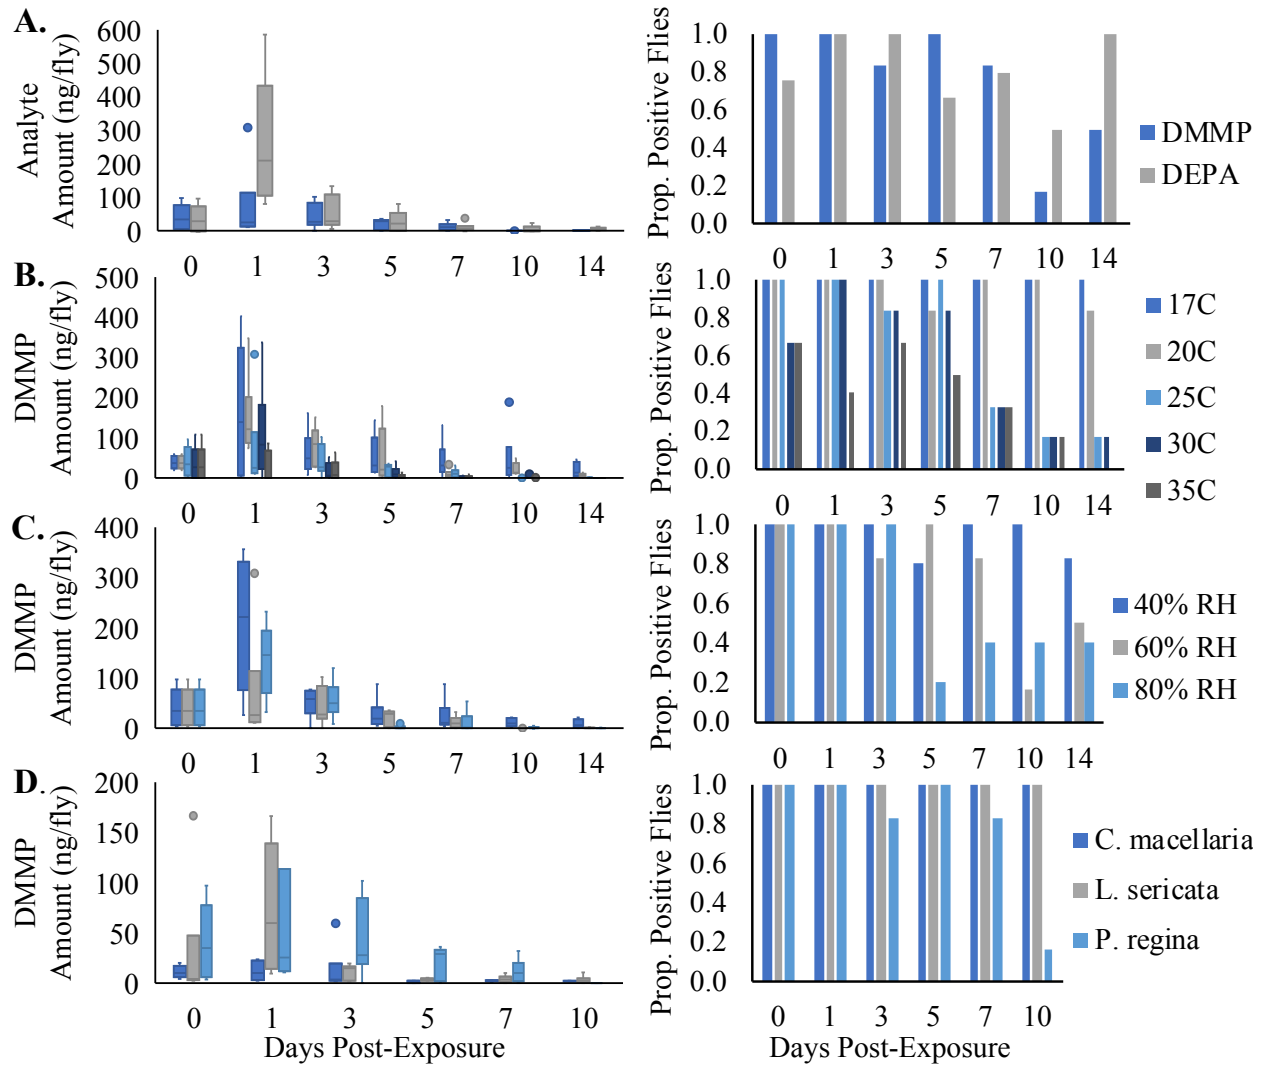 A.
Analyte
Amount (ng/fly)
600
500
400
300
200
100
0
0 1 3 5 7 10 14
Prop. Positive Flies
1.0
0.8
0.6
0.4
0.2
0.0
0 1 3 5 7 10 14
DMMP
DEPA
B.
DMMP
Amount (ng/fly)
500
400
300
200
100
0
0 1 3 5 7 10 14
Prop. Positive Flies
1.0
0.8
0.6
0.4
0.2
0.0
0 1 3 5 7 10 14
17C
20C
25C
30C
35C
C.
DMMP
Amount (ng/fly)
400
300
200
100
0
0 1 3 5 7 10 14
Prop. Positive Flies
1.0
0.8
0.6
0.4
0.2
0.0
0 1 3 5 7 10 14
40% RH
60% RH
80% RH
D.
DMMP
Amount (ng/fly)
200
150
100
50
0
0 1 3 5 7 10
Days Post-Exposure
Prop. Positive Flies
1.0
0.8
0.6
0.4
0.2
0.0
0 1 3 5 7 10
Days Post-Exposure
C. macellaria
L. sericata
P. regina